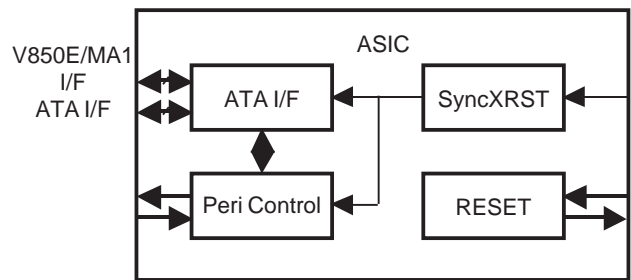 ASIC
V850E/MA1
I/F
ATA I/F
ATA I/F
SyncXRST
Peri Control
RESET